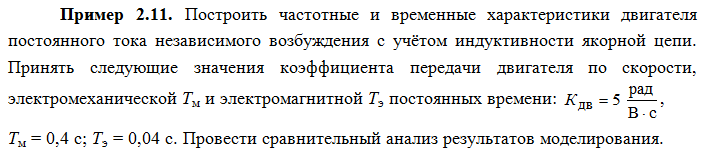 Пример 2.11. Построить частотные и временные характеристики двигателя
постоянного тока независимого возбуждения с учётом индуктивности якорной цепи.
Принять следующие значения коэффициента передачи двигателя по скорости,
электромеханической Tм и электромагнитной Tэ постоянных времени: Kдв = 5 рад/(В · с),
Tм = 0,4 с; Tэ = 0,04 с. Провести сравнительный анализ результатов моделирования.